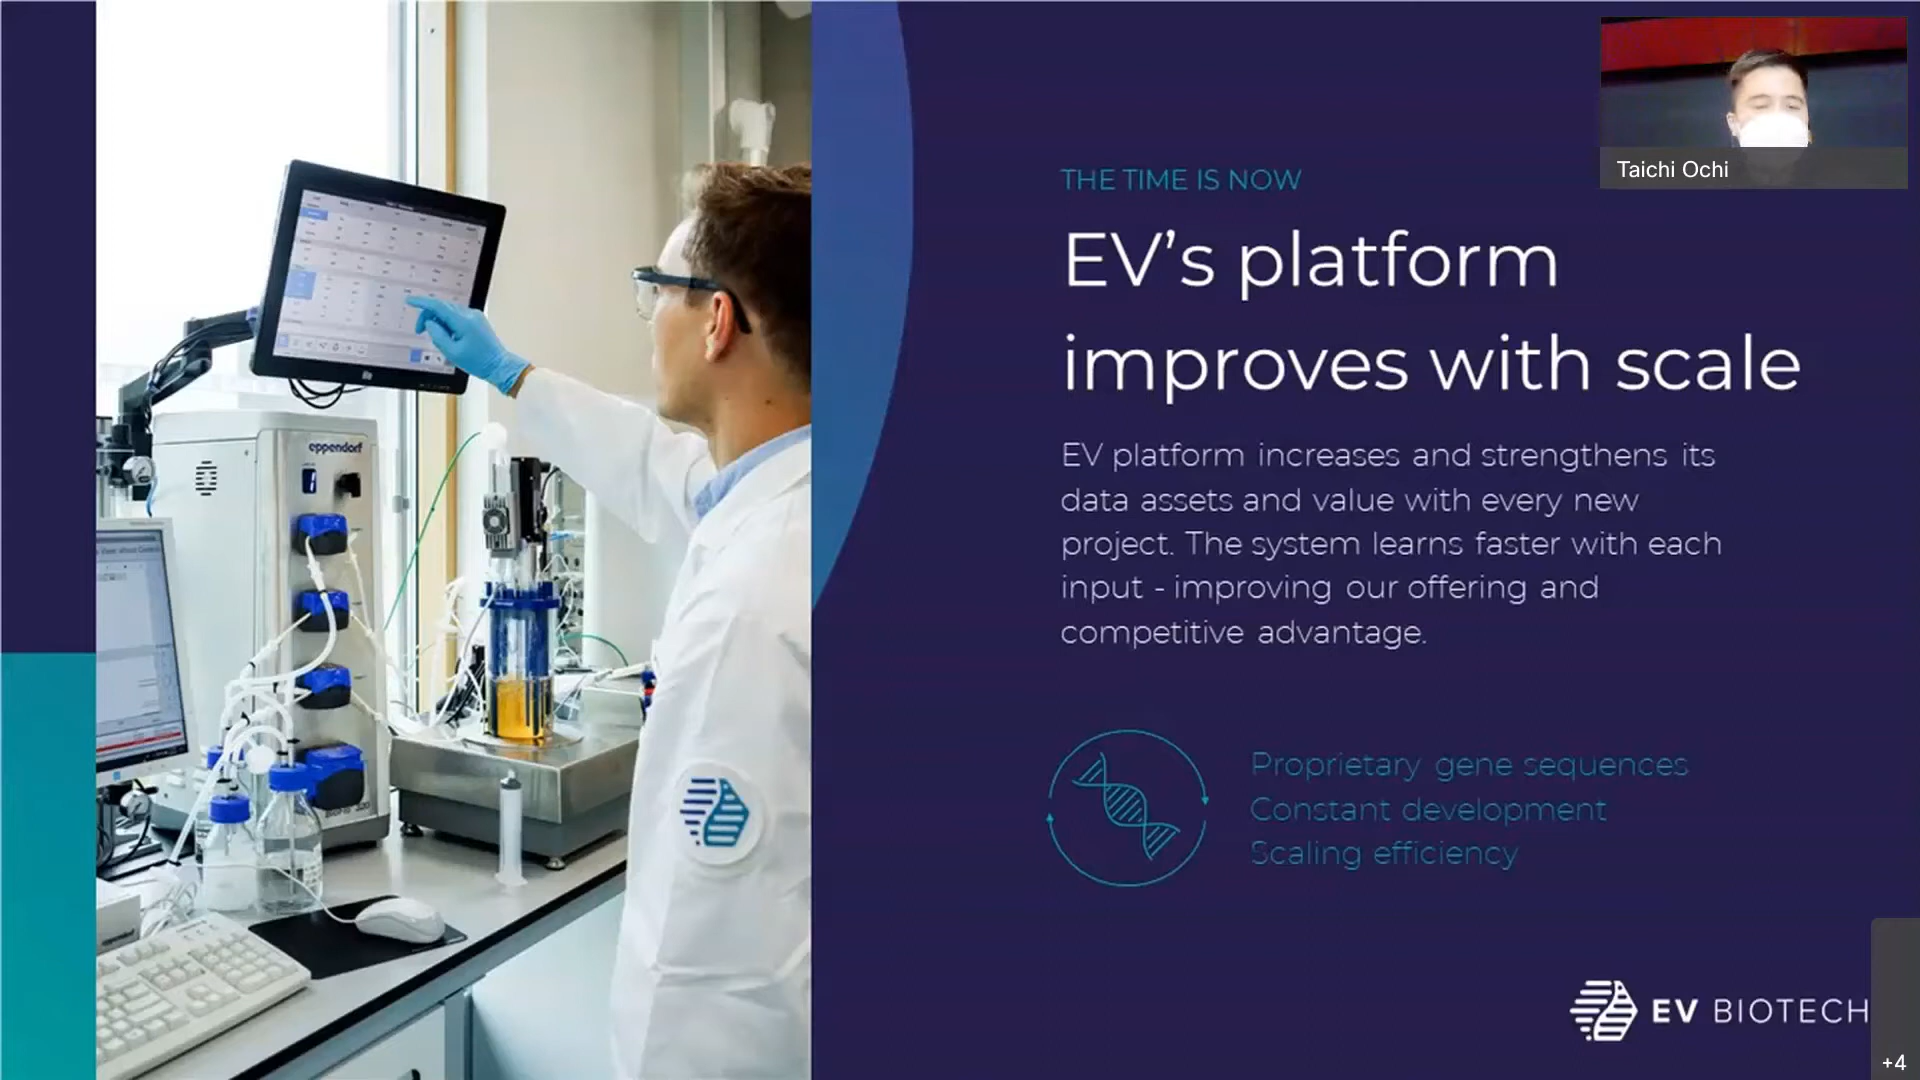 Taichi Ochi
THE TIME IS NOW
EV's platform
improves with scale
EV platform increases and strengthens its
data assets and value with every new
project. The system learns faster with each
input - improving our offering and
competitive advantage.
Proprietary gene sequences
Constant development
Scaling efficiency
EV BIOTECH
+4
eppendorf